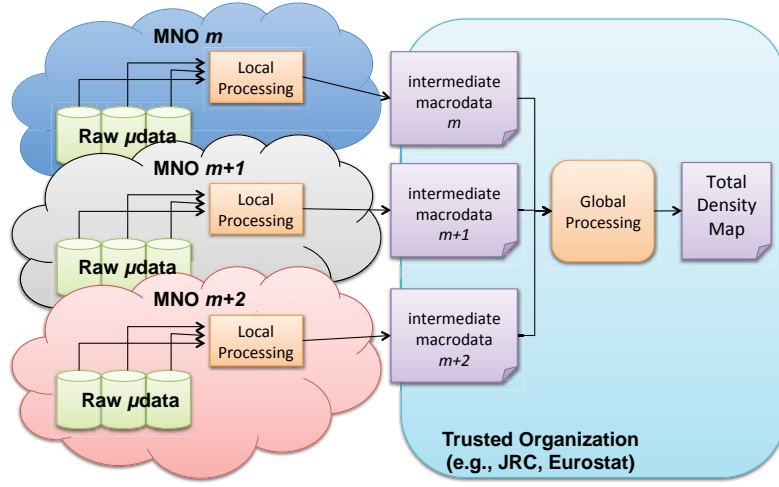 MNO m
Local
Processing
Raw μdata
intermediate
macrodata
m
MNO m+1
Local
Processing
Raw μdata
intermediate
macrodata
m+1
Global
Processing
Total
Density
Map
MNO m+2
Local
Processing
Raw μdata
intermediate
macrodata
m+2
Trusted Organization
(e.g., JRC, Eurostat)